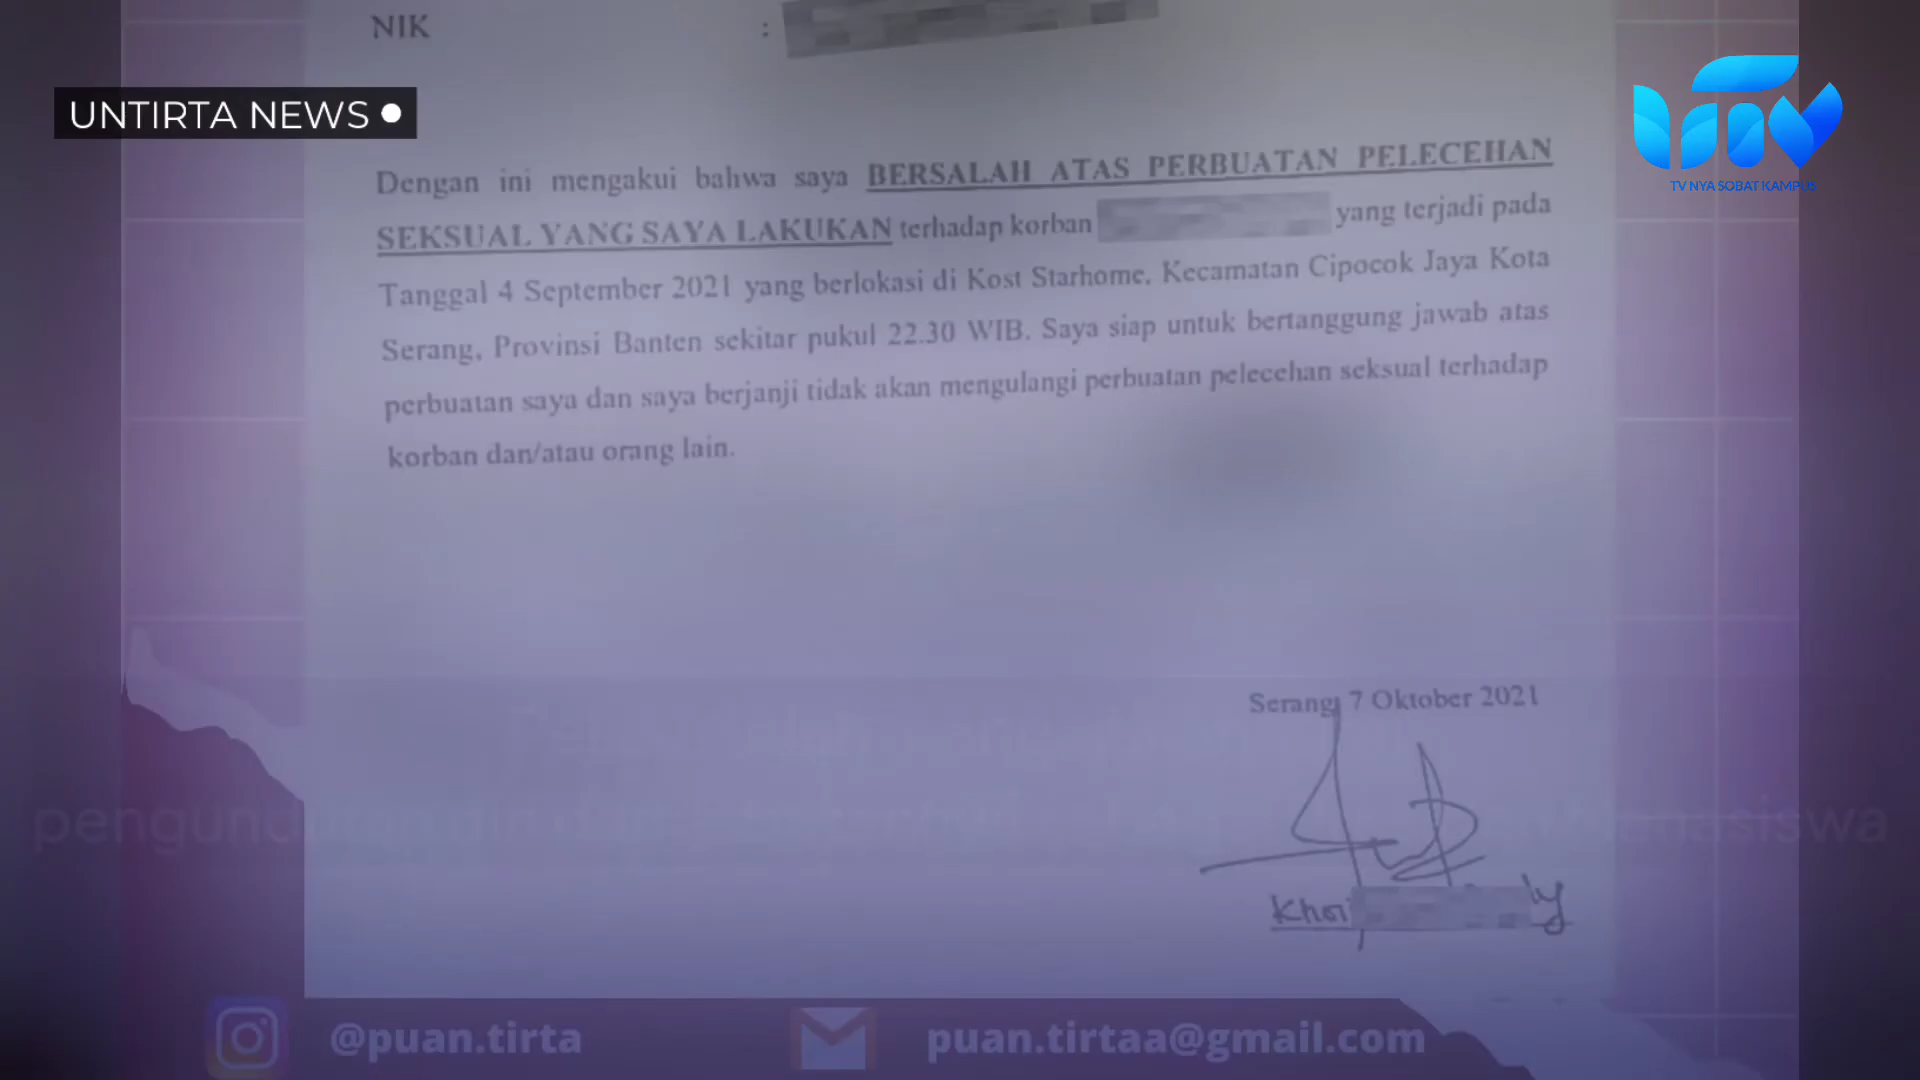 NIK :
UNTIRTA NEWS
TV NYA SOBAT KAMPUS
Dengan ini mengakui bahwa saya BERSALAH ATAS PERBUATAN PELECEHAN
SEKSUAL YANG SAYA LAKUKAN terhadap korban yang terjadi pada
Tanggal 4 September 2021 yang berlokasi di Kost Starhome, Kecamatan Cipocok Jaya Kota
Serang, Provinsi Banten sekitar pukul 22.30 WIB. Saya siap untuk bertanggung jawab atas
perbuatan saya dan saya berjanji tidak akan mengulangi perbuatan pelecehan seksual terhadap
korban dan/atau orang lain.
Serang, 7 Oktober 2021
@puan.tirta
puan.tirtaa@gmail.com